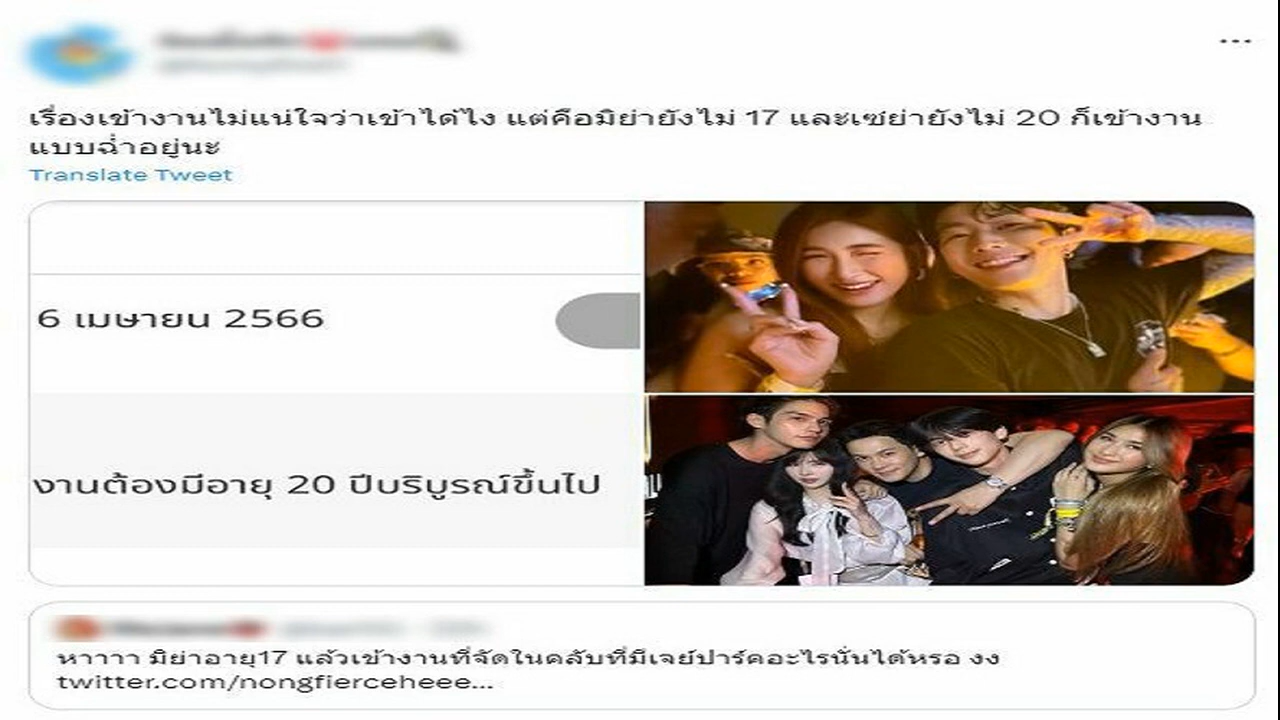 เรื่องเข้างานไม่แน่ใจว่าเข้าได้ไง แต่คือมิย่ายังไม่ 17 และเซย่ายังไม่ 20 ก็เข้างาน
แบบฉ่ำอยู่นะ
Translate Tweet
6 เมษายน 2566
งานต้องมีอายุ 20 ปีบริบูรณ์ขึ้นไป
หาาาา มิย่าอายุ17 แล้วเข้างานที่จัดในคลับที่มีเจย์ปาร์คอะไรนั่นได้หรอ งง
twitter.com/nongfierceheee...